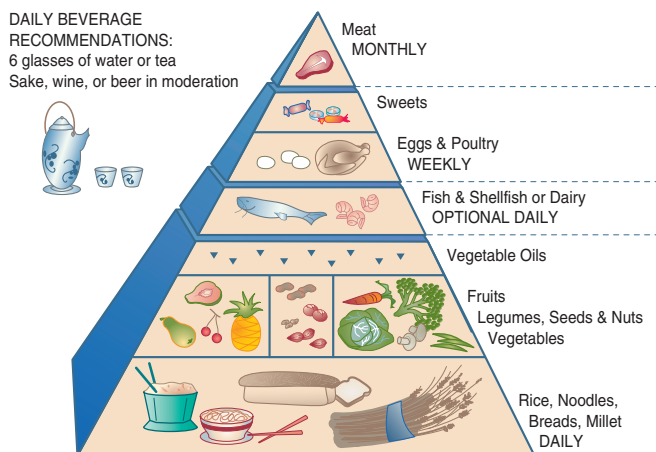 DAILY BEVERAGE
RECOMMENDATIONS:
6 glasses of water or tea
Sake, wine, or beer in moderation
Meat
MONTHLY
Sweets
Eggs & Poultry
WEEKLY
Fish & Shellfish or Dairy
OPTIONAL DAILY
Vegetable Oils
Fruits
Legumes, Seeds & Nuts
Vegetables
Rice, Noodles,
Breads, Millet
DAILY